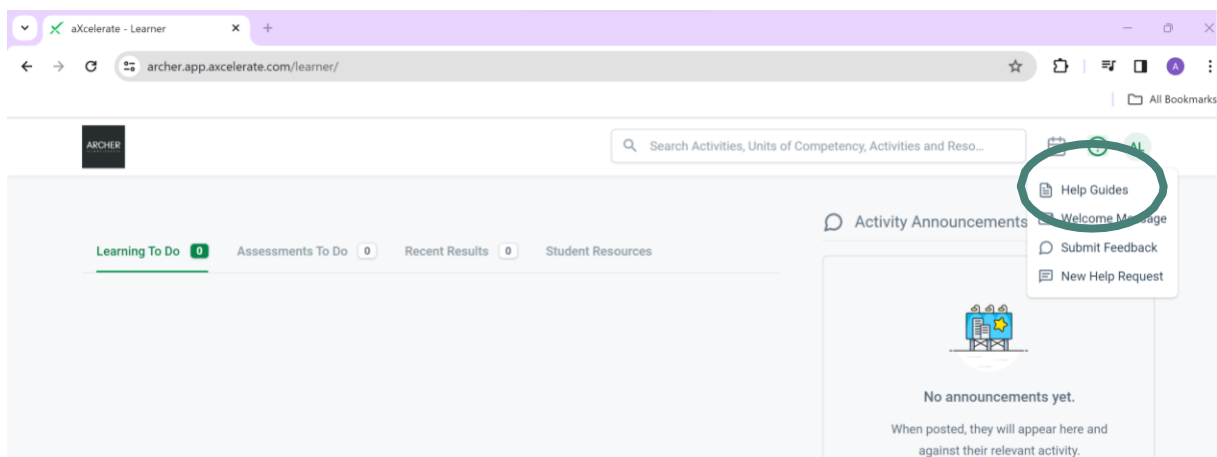 aXcelerate - Learner
archer.app.axcelerate.com/learner/
A
All Bookmarks
ARCHER
Search Activities, Units of Competency, Activities and Reso...
AL
Help Guides
Activity Announcements
Welcome Message
Learning To Do 0 Assessments To Do 0 Recent Results 0 Student Resources
Submit Feedback
New Help Request
No announcements yet.
When posted, they will appear here and
against their relevant activity.